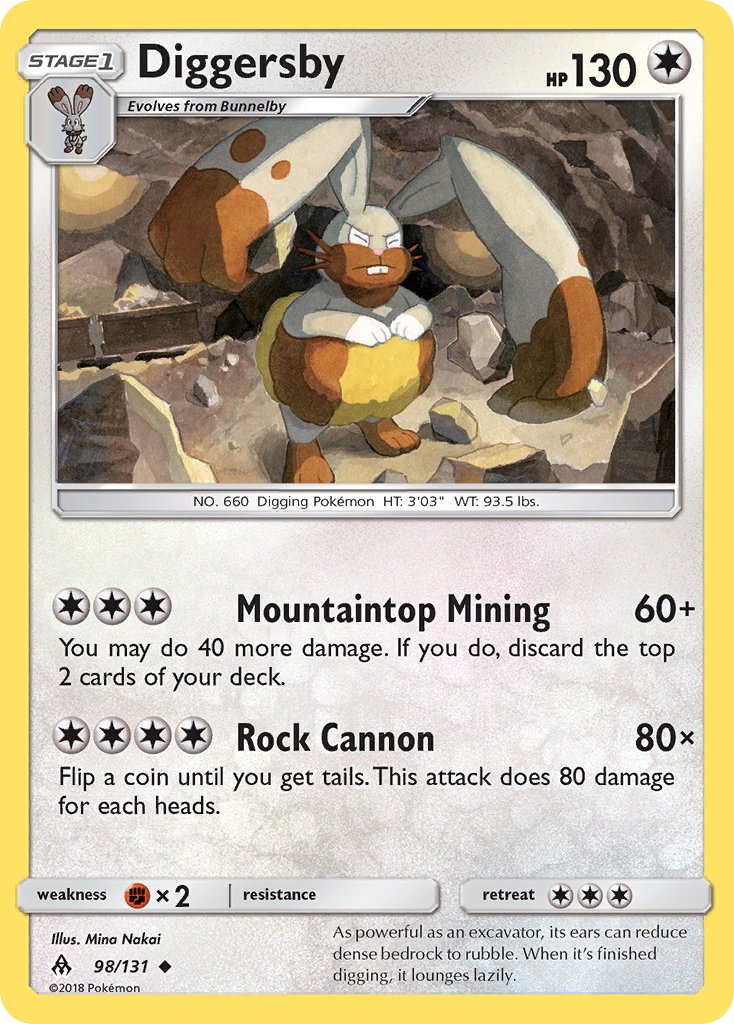 STAGE1
Diggersby
HP 130
Evolves from Bunnelby
NO. 660 Digging Pokémon HT: 3'03" WT: 93.5 lbs.
Mountaintop Mining 60+
You may do 40 more damage. If you do, discard the top
2 cards of your deck.
Rock Cannon 80×
Flip a coin until you get tails. This attack does 80 damage
for each heads.
weakness ×2 resistance retreat
Illus. Mina Nakai
98/131
©2018 Pokémon
As powerful as an excavator, its ears can reduce
dense bedrock to rubble. When it's finished
digging, it lounges lazily.